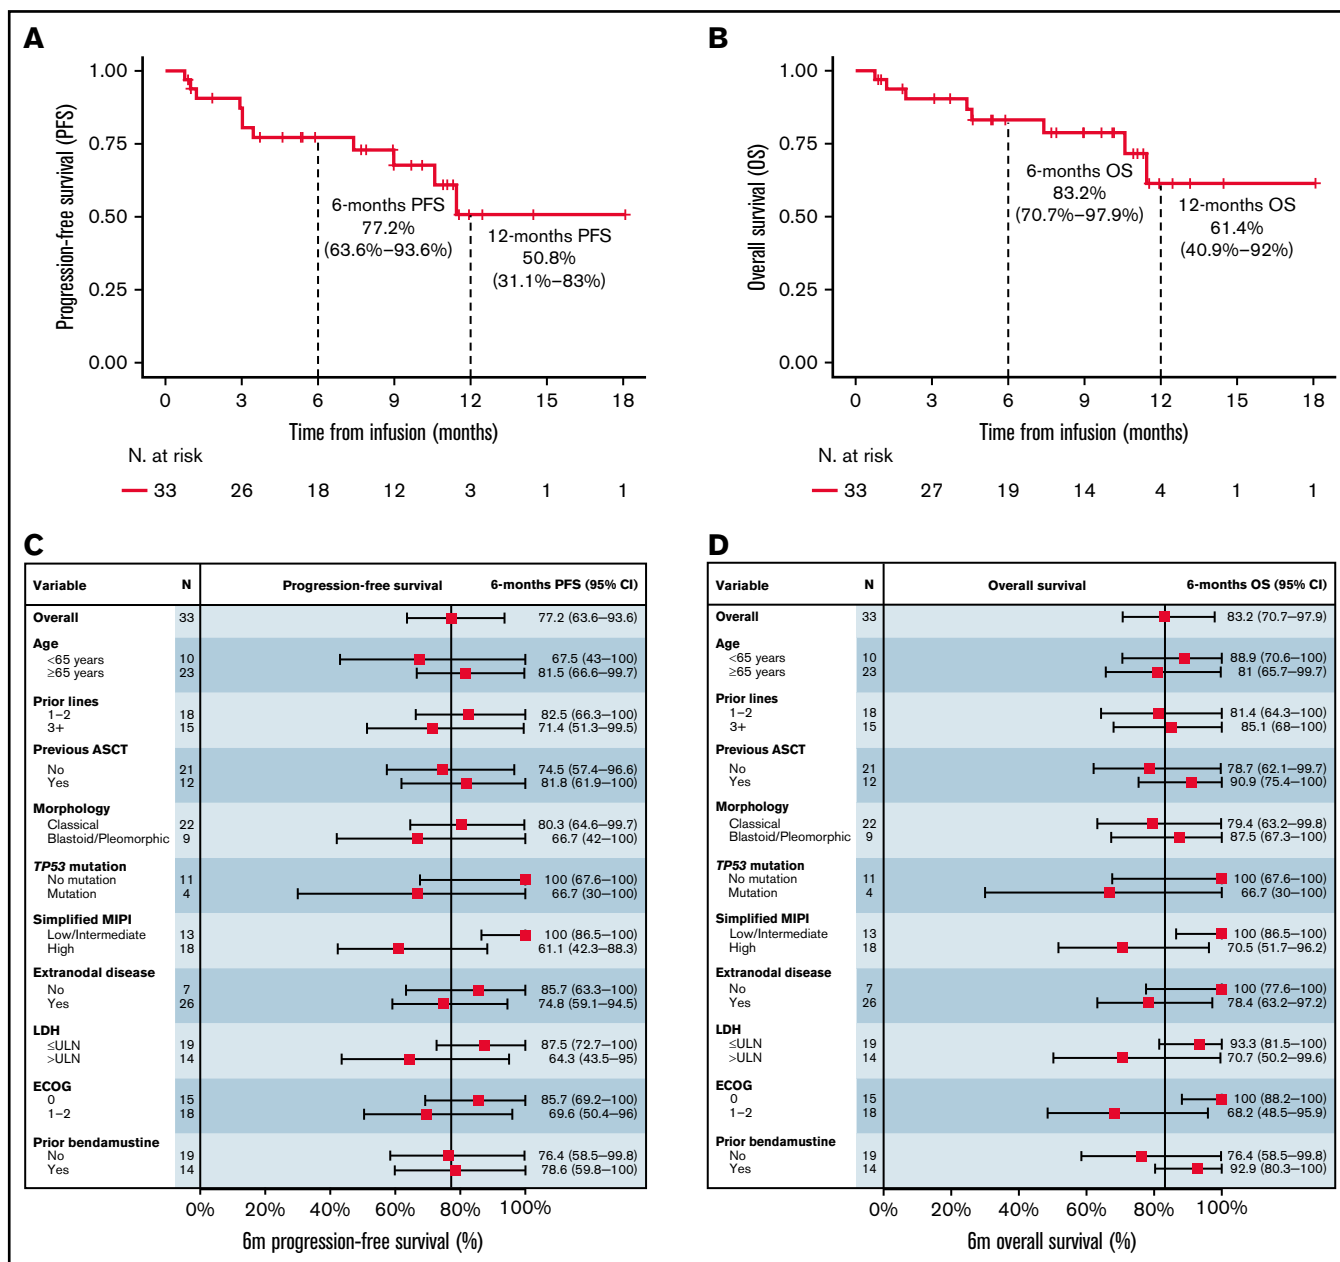 A
1.00
0.75
0.50
0.25
0.00
Progression-free survival (PFS)
6-months PFS
77.2%
(63.6%–93.6%)
12-months PFS
50.8%
(31.1%–83%)
0 3 6 9 12 15 18
Time from infusion (months)
N. at risk
33 26 18 12 3 1 1
B
1.00
0.75
0.50
0.25
0.00
Overall survival (OS)
6-months OS
83.2%
(70.7%–97.9%)
12-months OS
61.4%
(40.9%–92%)
0 3 6 9 12 15 18
Time from infusion (months)
N. at risk
33 27 19 14 4 1 1
C
Variable N Progression-free survival 6-months PFS (95% CI)
Overall 33 77.2 (63.6–93.6)
Age
<65 years 10 67.5 (43–100)
≥65 years 23 81.5 (66.6–99.7)
Prior lines
1–2 18 82.5 (66.3–100)
3+ 15 71.4 (51.3–99.5)
Previous ASCT
No 21 74.5 (57.4–96.6)
Yes 12 81.8 (61.9–100)
Morphology
Classical 22 80.3 (64.6–99.7)
Blastoid/Pleomorphic 9 66.7 (42–100)
TP53 mutation
No mutation 11 100 (67.6–100)
Mutation 4 66.7 (30–100)
Simplified MIPI
Low/Intermediate 13 100 (86.5–100)
High 18 61.1 (42.3–88.3)
Extranodal disease
No 7 85.7 (63.3–100)
Yes 26 74.8 (59.1–94.5)
LDH
≤ULN 19 87.5 (72.7–100)
>ULN 14 64.3 (43.5–95)
ECOG
0 15 85.7 (69.2–100)
1–2 18 69.6 (50.4–96)
Prior bendamustine
No 19 76.4 (58.5–99.8)
Yes 14 78.6 (59.8–100)
0% 20% 40% 60% 80% 100%
6m progression-free survival (%)
D
Variable N Overall survival 6-months OS (95% CI)
Overall 33 83.2 (70.7–97.9)
Age
<65 years 10 88.9 (70.6–100)
≥65 years 23 81 (65.7–99.7)
Prior lines
1–2 18 81.4 (64.3–100)
3+ 15 85.1 (68–100)
Previous ASCT
No 21 78.7 (62.1–99.7)
Yes 12 90.9 (75.4–100)
Morphology
Classical 22 79.4 (63.2–99.8)
Blastoid/Pleomorphic 9 87.5 (67.3–100)
TP53 mutation
No mutation 11 100 (67.6–100)
Mutation 4 66.7 (30–100)
Simplified MIPI
Low/Intermediate 13 100 (86.5–100)
High 18 70.5 (51.7–96.2)
Extranodal disease
No 7 100 (77.6–100)
Yes 26 78.4 (63.2–97.2)
LDH
≤ULN 19 93.3 (81.5–100)
>ULN 14 70.7 (50.2–99.6)
ECOG
0 15 100 (88.2–100)
1–2 18 68.2 (48.5–95.9)
Prior bendamustine
No 19 76.4 (58.5–99.8)
Yes 14 92.9 (80.3–100)
0% 20% 40% 60% 80% 100%
6m overall survival (%)